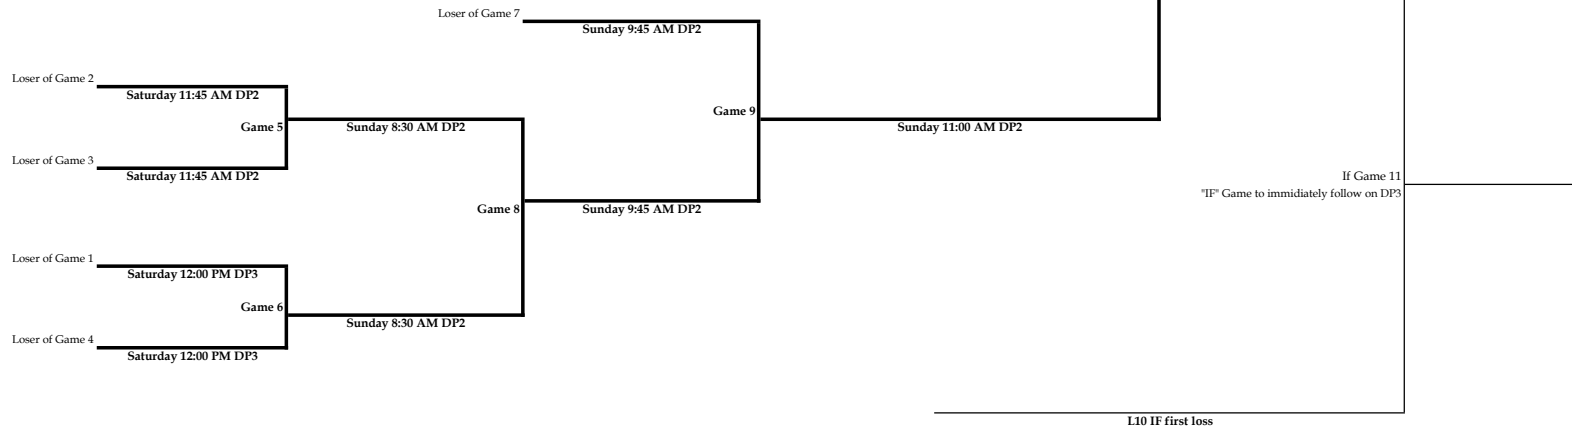 Loser of Game 7
Sunday 9:45 AM DP2
Loser of Game 2
Saturday 11:45 AM DP2
Game 9
Game 5
Sunday 8:30 AM DP2
Sunday 11:00 AM DP2
Loser of Game 3
Saturday 11:45 AM DP2
If Game 11
"IF" Game to immidiately follow on DP3
Game 8
Sunday 9:45 AM DP2
Loser of Game 1
Saturday 12:00 PM DP3
Game 6
Sunday 8:30 AM DP2
Loser of Game 4
Saturday 12:00 PM DP3
L10 IF first loss